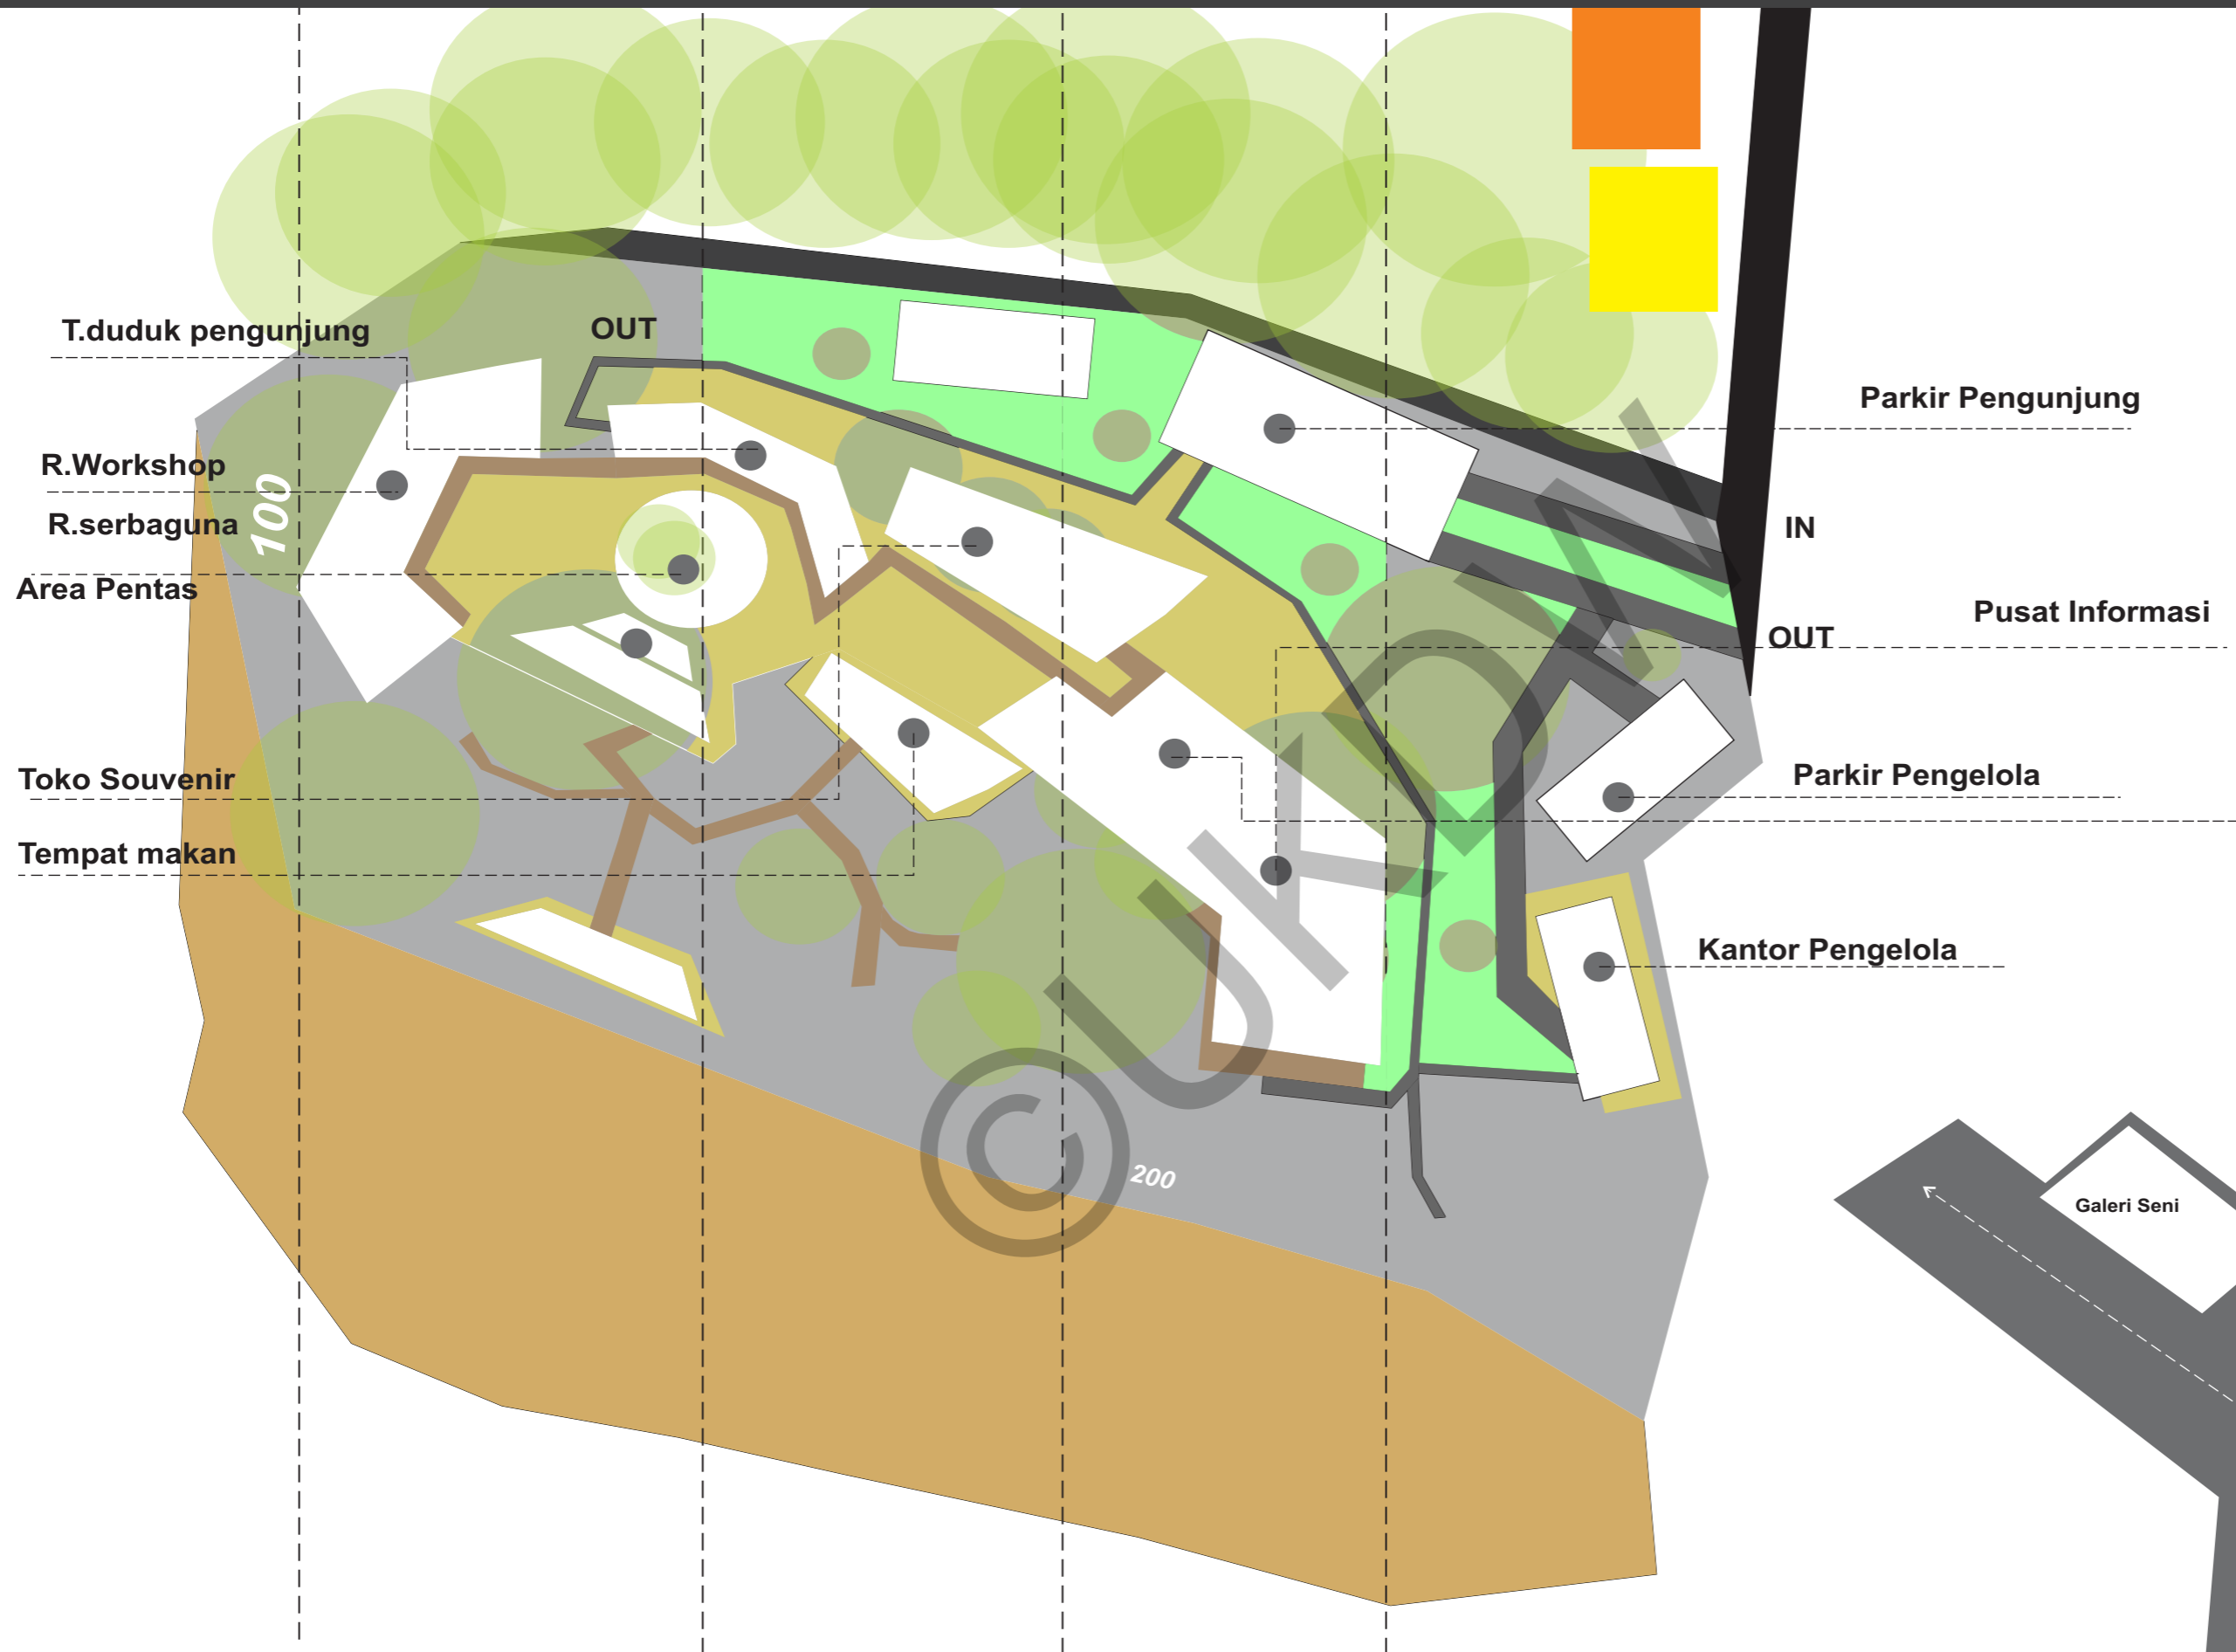 OUT
T.duduk pengunjung
Parkir Pengunjung
R.Workshop
100
R.serbaguna
IN
Area Pentas
Pusat Informasi
OUT
Toko Souvenir
Parkir Pengelola
Tempat makan
Kantor Pengelola
200
Galeri Seni
© UKDW